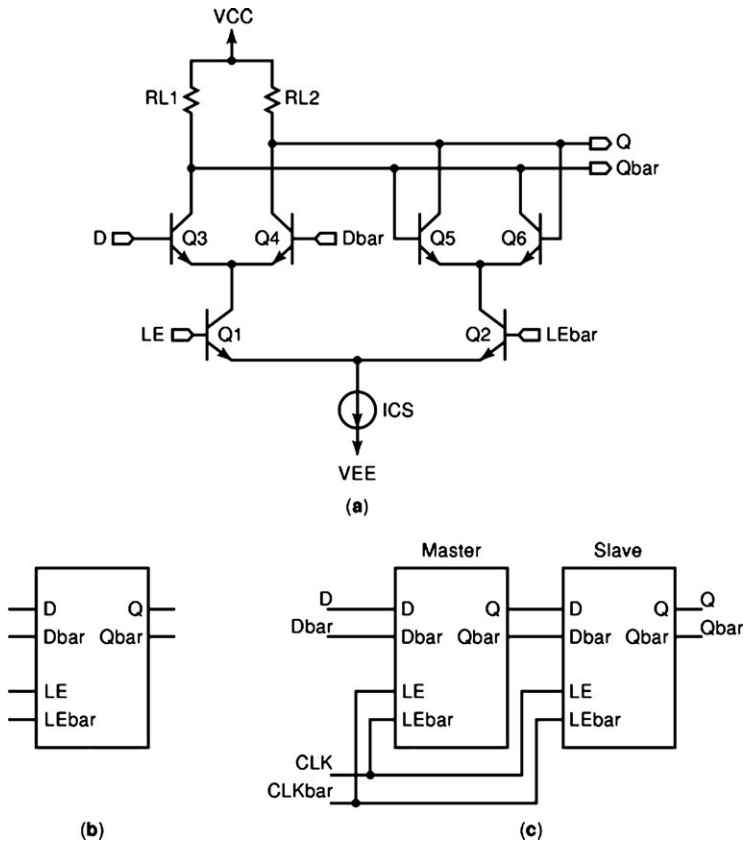 VCC
RL1
RL2
Q
Qbar
D
Q3
Q4
Dbar
Q5
Q6
LE
Q1
Q2
LEbar
ICS
VEE
(a)
Master
Slave
D
Q
Dbar
Qbar
LE
LEbar
(b)
D
Dbar
D
Q
Dbar
Qbar
LE
LEbar
D
Q
Dbar
Qbar
LE
LEbar
Q
Qbar
CLK
CLKbar
(c)